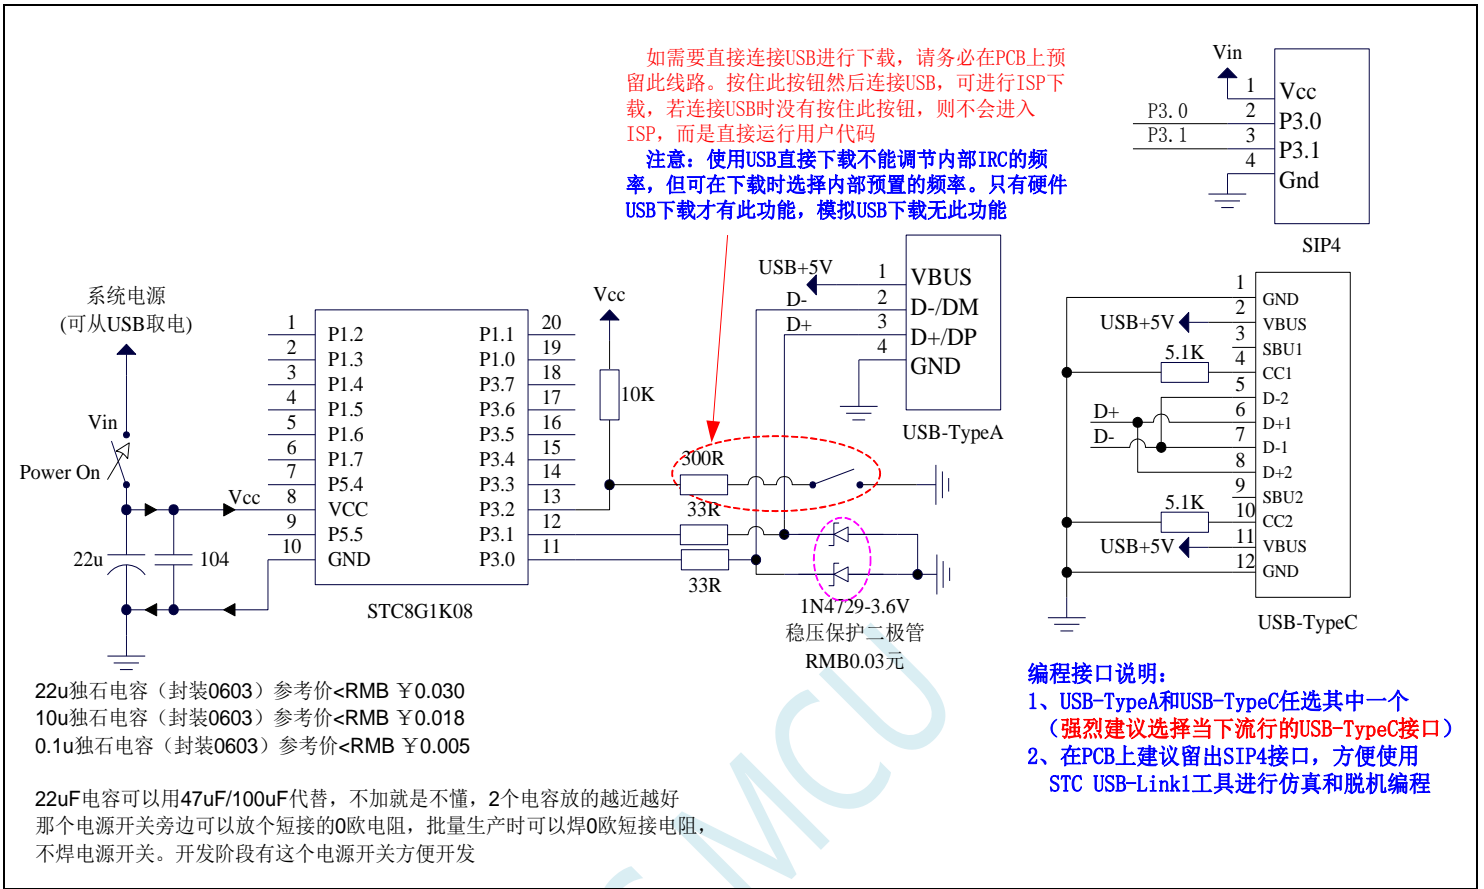 如需要直接连接USB进行下载，请务必在PCB上预
留此线路。按住此按钮然后连接USB，可进行ISP下
载，若连接USB时没有按住此按钮，则不会进入
ISP，而是直接运行用户代码
注意：使用USB直接下载不能调节内部IRC的频
率，但可在下载时选择内部预置的频率。只有硬件
USB下载才有此功能，模拟USB下载无此功能
Vin
1 Vcc
P3.0 2 P3.0
P3.1 3 P3.1
4 Gnd
SIP4
USB+5V 1 VBUS
D- 2 D-/DM
D+ 3 D+/DP
4 GND
USB-TypeA
1 GND
USB+5V 2 VBUS
3 SBU1
5.1K 4 CC1
5 D-2
D+ 6 D+1
D- 7 D-1
8 D+2
9 SBU2
5.1K 10 CC2
USB+5V 11 VBUS
12 GND
USB-TypeC
系统电源
(可从USB取电)
Vin
Power On
Vcc
22u
104
1 P1.2 P1.1 20
2 P1.3 P1.0 19
3 P1.4 P3.7 18
4 P1.5 P3.6 17
5 P1.6 P3.5 16
6 P1.7 P3.4 15
7 P5.4 P3.3 14
8 VCC P3.2 13
9 P5.5 P3.1 12
10 GND P3.0 11
STC8G1K08
Vcc
10K
300R
33R
33R
1N4729-3.6V
稳压保护二极管
RMB0.03元
22u独石电容（封装0603）参考价<RMB ￥0.030
10u独石电容（封装0603）参考价<RMB ￥0.018
0.1u独石电容（封装0603）参考价<RMB ￥0.005
22uF电容可以用47uF/100uF代替，不加就是不懂，2个电容放的越近越好
那个电源开关旁边可以放个短接的0欧电阻，批量生产时可以焊0欧短接电阻，
不焊电源开关。开发阶段有这个电源开关方便开发
编程接口说明：
1、USB-TypeA和USB-TypeC任选其中一个
（强烈建议选择当下流行的USB-TypeC接口）
2、在PCB上建议留出SIP4接口，方便使用
STC USB-Link1工具进行仿真和脱机编程
MCU